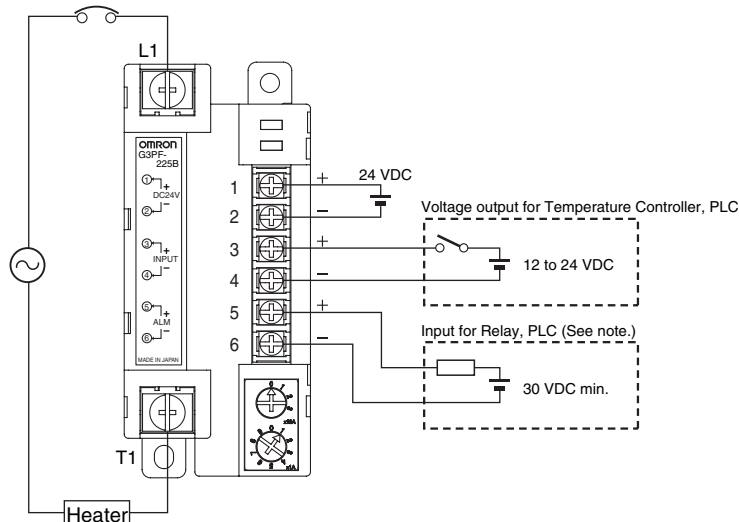 L1
OMRON
G3PF-
225B
① +
DC24V
② −
③ +
INPUT
④ −
⑤ +
ALM
⑥ −
MADE IN JAPAN
T1
Heater
1
2
3
4
5
6
+
24 VDC
−
Voltage output for Temperature Controller, PLC
+
12 to 24 VDC
−
Input for Relay, PLC (See note.)
+
30 VDC min.
−
x10A
x1A